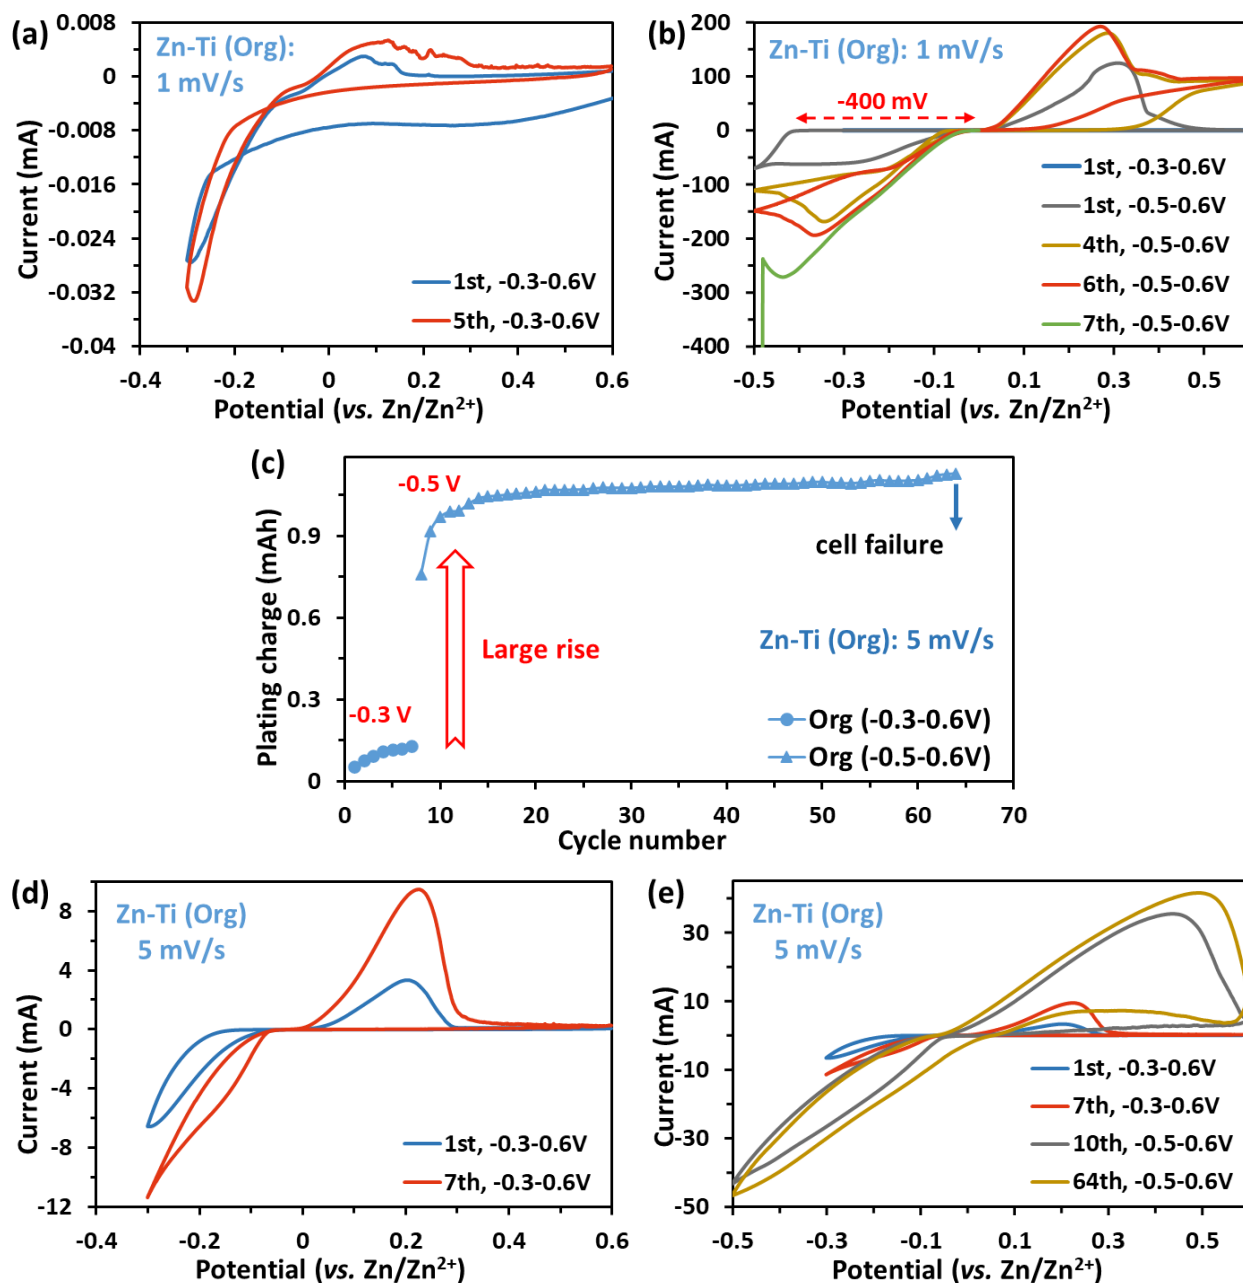 (a)
Zn-Ti (Org):
1 mV/s
0.008
0
-0.008
-0.016
-0.024
-0.032
-0.04
Current (mA)
1st, -0.3-0.6V
5th, -0.3-0.6V
-0.4 -0.2 0 0.2 0.4 0.6
Potential (vs. Zn/Zn²⁺)
(b)
Zn-Ti (Org): 1 mV/s
-400 mV
200
100
0
-100
-200
-300
-400
Current (mA)
1st, -0.3-0.6V
1st, -0.5-0.6V
4th, -0.5-0.6V
6th, -0.5-0.6V
7th, -0.5-0.6V
-0.5 -0.3 -0.1 0.1 0.3 0.5
Potential (vs. Zn/Zn²⁺)
(c)
-0.5 V
0.9
0.6
0.3
0
Plating charge (mAh)
cell failure
Large rise
Zn-Ti (Org): 5 mV/s
-0.3 V
Org (-0.3-0.6V)
Org (-0.5-0.6V)
0 10 20 30 40 50 60 70
Cycle number
(d)
Zn-Ti (Org)
5 mV/s
8
4
0
-4
-8
-12
Current (mA)
1st, -0.3-0.6V
7th, -0.3-0.6V
-0.4 -0.2 0 0.2 0.4 0.6
Potential (vs. Zn/Zn²⁺)
(e)
Zn-Ti (Org)
5 mV/s
30
10
-10
-30
-50
Current (mA)
1st, -0.3-0.6V
7th, -0.3-0.6V
10th, -0.5-0.6V
64th, -0.5-0.6V
-0.5 -0.3 -0.1 0.1 0.3 0.5
Potential (vs. Zn/Zn²⁺)